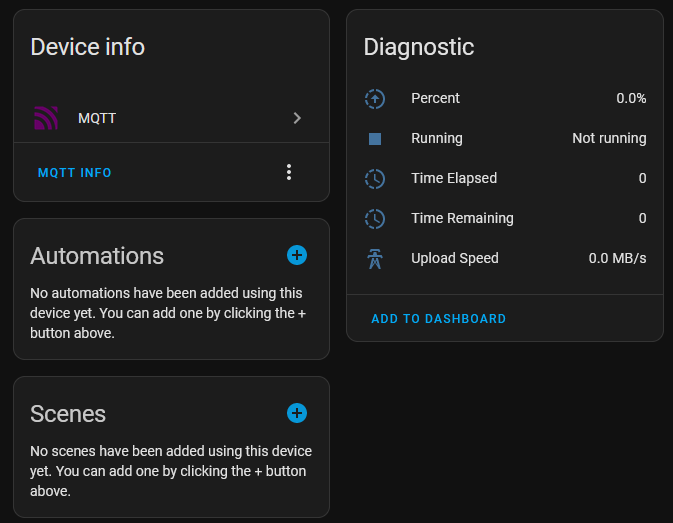 Device info
MQTT
MQTT INFO
Automations
No automations have been added using this
device yet. You can add one by clicking the +
button above.
Scenes
No scenes have been added using this device
yet. You can add one by clicking the + button
above.
Diagnostic
Percent 0.0%
Running Not running
Time Elapsed 0
Time Remaining 0
Upload Speed 0.0 MB/s
ADD TO DASHBOARD